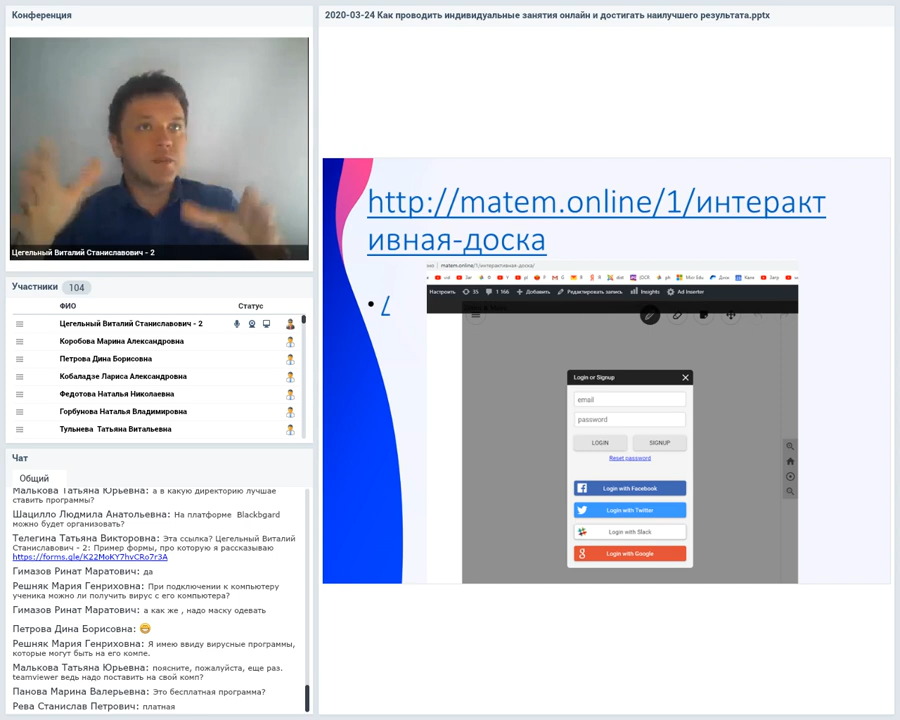 Конференция
Цегельный Виталий Станиславович - 2
Участники 104
ФИО Статус
Цегельный Виталий Станиславович - 2
Коробова Марина Александровна
Петрова Дина Борисовна
Кобаладзе Лариса Александровна
Федотова Наталья Николаевна
Горбунова Наталья Владимировна
Тульнева Татьяна Витальевна
Чат
Общий
Малькова Татьяна Юрьевна: а в какую директорию лучшее
ставить программы?
Шацилло Людмила Анатольевна: На платформе Blackbgard
можно будет организовать?
Телегина Татьяна Викторовна: Эта ссылка? Цегельный Виталий
Станиславович - 2: Пример формы, про которую я рассказываю
https://forms.gle/K22MoKY7hvCRo7r3A
Гимазов Ринат Маратович: да
Решняк Мария Генриховна: При подключении к компьютеру
ученика можно ли получить вирус с его компьютера?
Гимазов Ринат Маратович: а как же , надо маску одевать
Петрова Дина Борисовна:
Решняк Мария Генриховна: Я имею ввиду вирусные программы,
которые могут быть на его компе.
Малькова Татьяна Юрьевна: поясните, пожалуйста, еще раз.
teamviewer ведь надо поставить на свой комп?
Панова Марина Валерьевна: Это бесплатная программа?
Рева Станислав Петрович: платная
2020-03-24 Как проводить индивидуальные занятия онлайн и достигать наилучшего результата.pptx
http://matem.online/1/интеракт
ивная-доска
matem.online/1/интерактивная-доска/
Настроить 35 1 166 Добавить Редактировать запись Insights Ad Inserter
Login or Signup
email
password
LOGIN SIGNUP
Reset password
Login with Facebook
Login with Twitter
Login with Slack
Login with Google